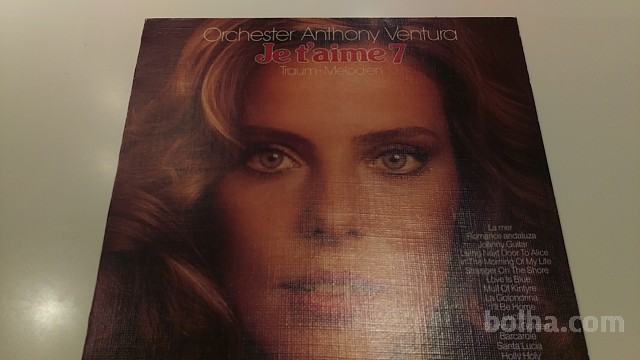 Orchester Anthony Ventura
Je t'aime 7
Traum-Melodien
La mer
Romance andaluza
Johnny Guitar
Living Next Door To Alice
In The Morning Of My Life
Stranger On The Shore
Love Is Blue
Mull Of Kintyre
La Golondrina
I'll Be Home
bolha.com
Barcarole
Santa Lucia
Holly Holy